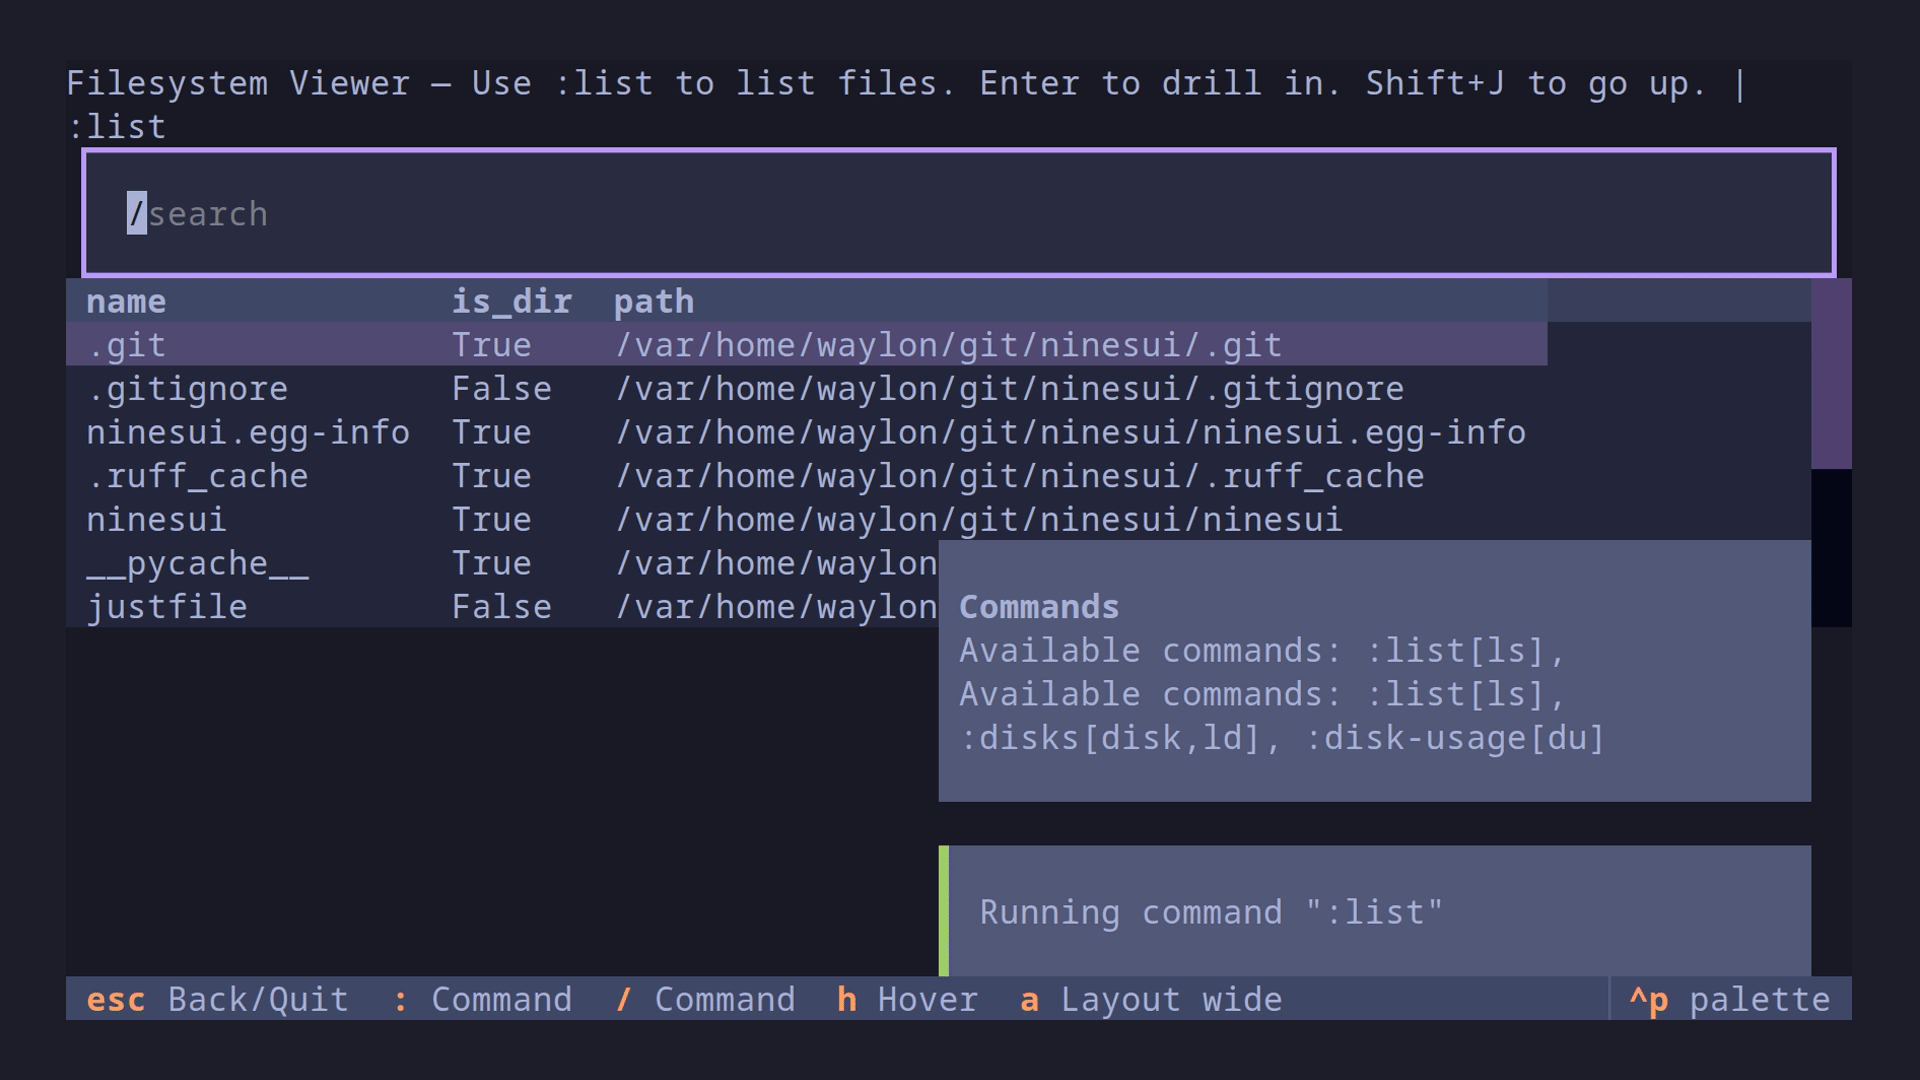 Filesystem Viewer — Use :list to list files. Enter to drill in. Shift+J to go up. |
:list
/search
name is_dir path
.git True /var/home/waylon/git/ninesui/.git
.gitignore False /var/home/waylon/git/ninesui/.gitignore
ninesui.egg-info True /var/home/waylon/git/ninesui/ninesui.egg-info
.ruff_cache True /var/home/waylon/git/ninesui/.ruff_cache
ninesui True /var/home/waylon/git/ninesui/ninesui
__pycache__ True /var/home/waylon
justfile False /var/home/waylon
Commands
Available commands: :list[ls],
Available commands: :list[ls],
:disks[disk,ld], :disk-usage[du]
Running command ":list"
esc Back/Quit : Command / Command h Hover a Layout wide ^p palette